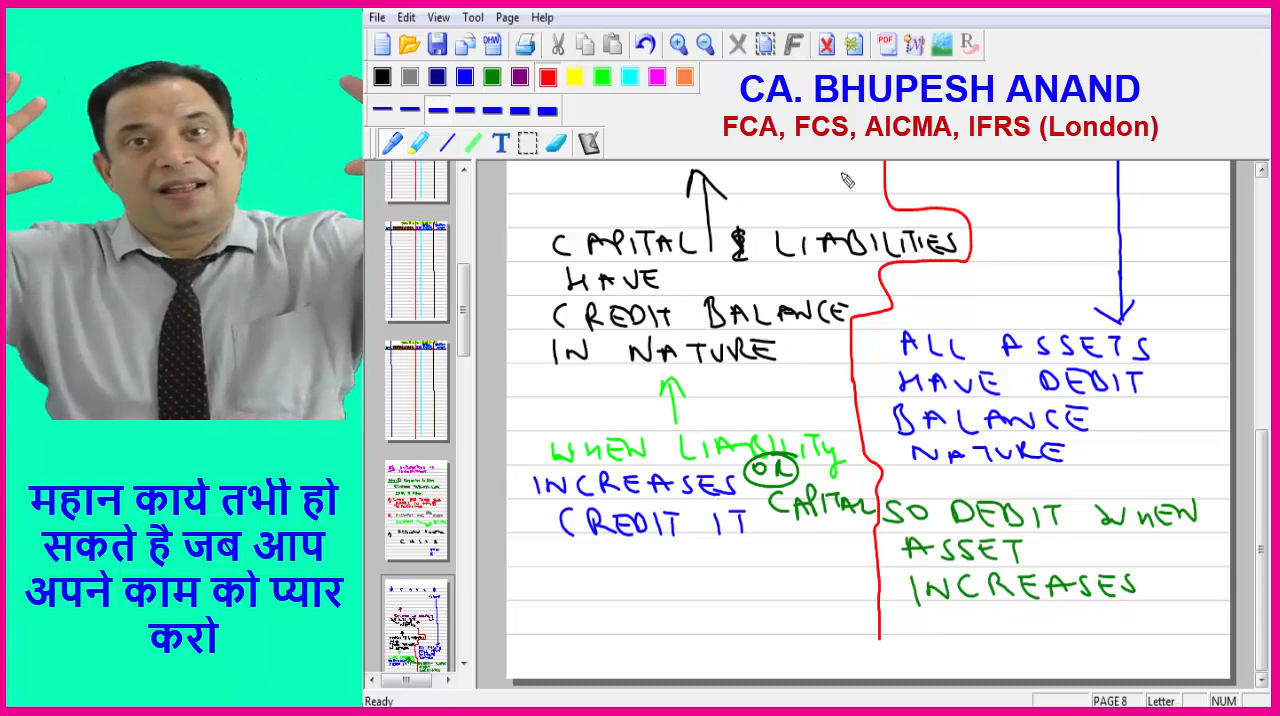 File Edit View Tool Page Help
CA. BHUPESH ANAND
FCA, FCS, AICMA, IFRS (London)
CAPITAL & LIABILITIES
HAVE
CREDIT BALANCE
IN NATURE
WHEN LIABILITY
INCREASES OR
CAPITAL
CREDIT IT
ALL ASSETS
HAVE DEBIT
BALANCE
NATURE
SO DEBIT WHEN
ASSET
INCREASES
महान कार्य तभी हो
सकते है जब आप
अपने काम को प्यार
करो
Ready
PAGE 8 Letter NUM